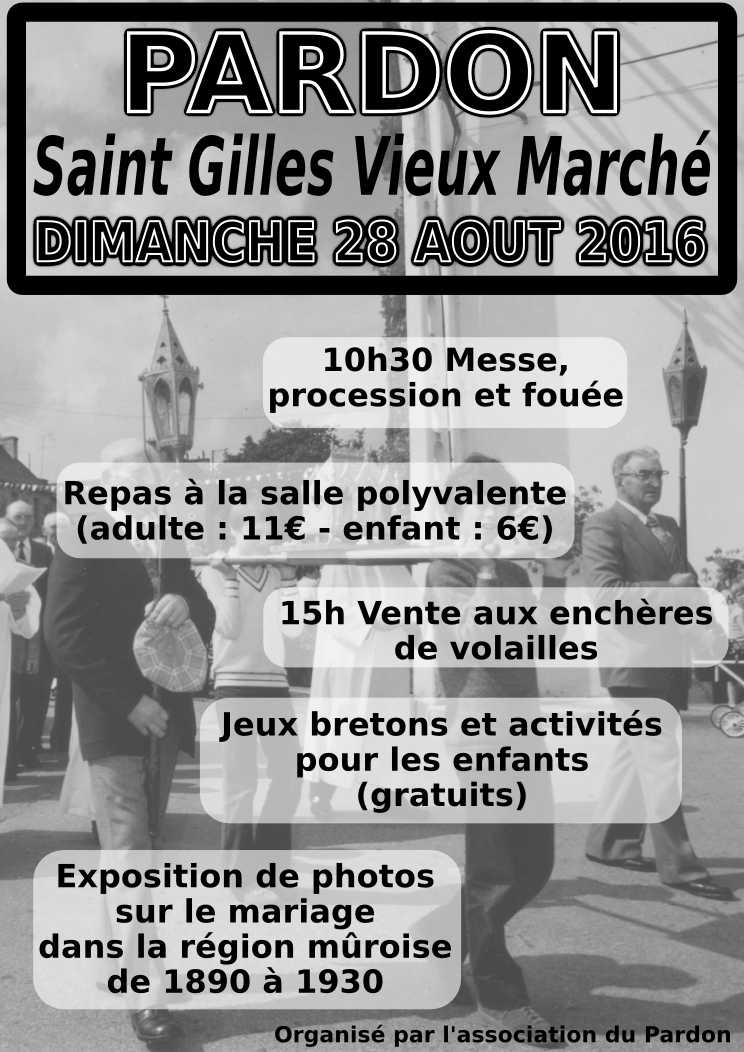 PARDON
Saint Gilles Vieux Marché
DIMANCHE 28 AOUT 2016
10h30 Messe,
procession et fouée
Repas à la salle polyvalente
(adulte : 11€ - enfant : 6€)
15h Vente aux enchères
de volailles
Jeux bretons et activités
pour les enfants
(gratuits)
Exposition de photos
sur le mariage
dans la région mûroise
de 1890 à 1930
Organisé par l'association du Pardon